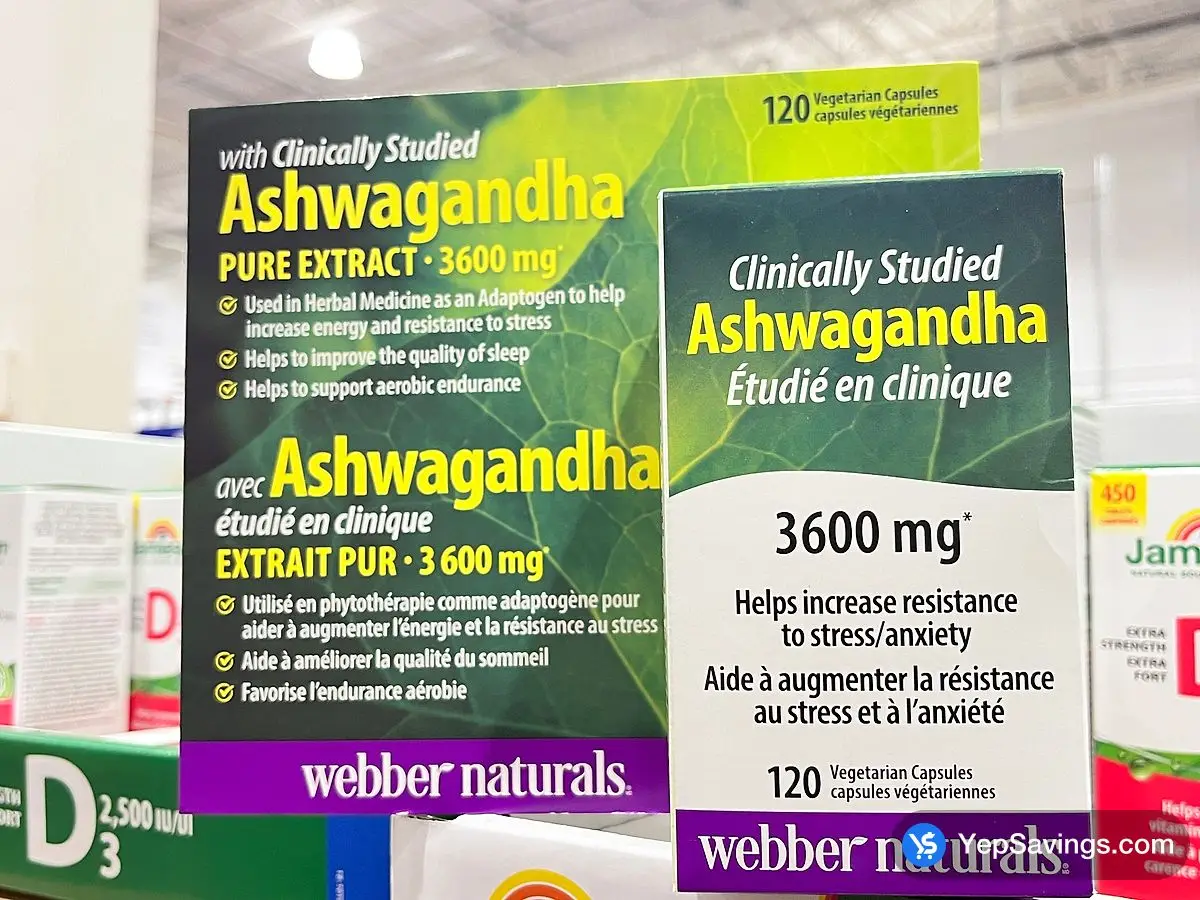 120 Vegetarian Capsules
capsules végétariennes
with Clinically Studied
Ashwagandha
PURE EXTRACT · 3600 mg*
Used in Herbal Medicine as an Adaptogen to help
increase energy and resistance to stress
Helps to improve the quality of sleep
Helps to support aerobic endurance
avec Ashwagandha
étudié en clinique
EXTRAIT PUR · 3 600 mg*
Utilisé en phytothérapie comme adaptogène pour
aider à augmenter l'énergie et la résistance au stress
Aide à améliorer la qualité du sommeil
Favorise l'endurance aérobie
webber naturals
Clinically Studied
Ashwagandha
Étudié en clinique
3600 mg*
Helps increase resistance
to stress/anxiety
Aide à augmenter la résistance
au stress et à l'anxiété
120 Vegetarian Capsules
capsules végétariennes
webber naturals
YepSavings.com
D
D
3
2,500 IU/UI
450
Jam
EXTRA
STRENGTH
EXTRA
FORT
Helps